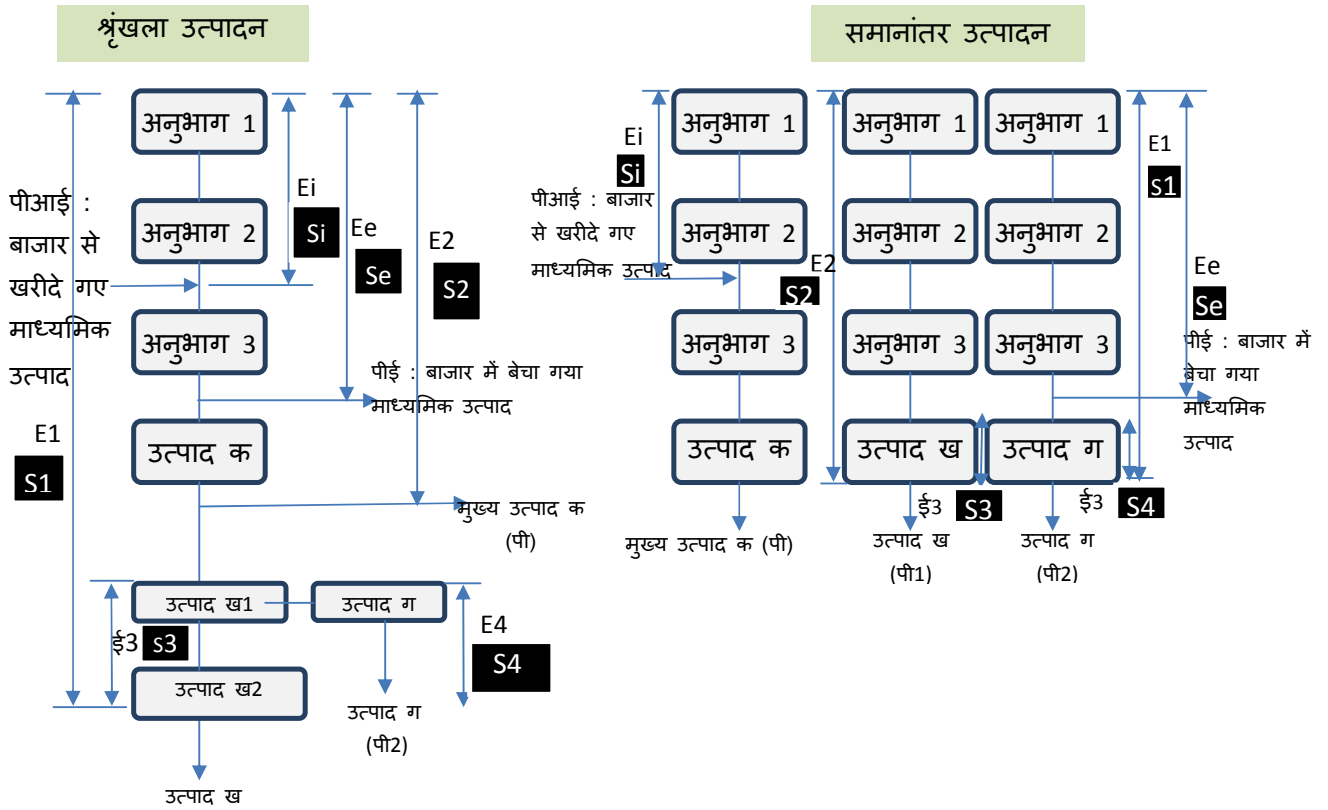 श्रृंखला उत्पादन
अनुभाग 1
पीआई :
बाजार से
खरीदे गए
माध्यमिक
उत्पाद
Ei
Si
अनुभाग 2
Ee
Se
E2
S2
अनुभाग 3
पीई : बाजार में बेचा गया
माध्यमिक उत्पाद
E1
S1
उत्पाद क
मुख्य उत्पाद क
(पी)
उत्पाद ख1
उत्पाद ग
ई3
S3
E4
S4
उत्पाद ख2
उत्पाद ग
(पी2)
उत्पाद ख
समानांतर उत्पादन
अनुभाग 1
अनुभाग 1
अनुभाग 1
Ei
Si
E1
S1
पीआई : बाजार
से खरीदे गए
माध्यमिक उत्पाद
अनुभाग 2
अनुभाग 2
अनुभाग 2
E2
S2
Ee
Se
अनुभाग 3
अनुभाग 3
अनुभाग 3
पीई : बाजार में
बेचा गया
माध्यमिक
उत्पाद
उत्पाद क
उत्पाद ख
उत्पाद ग
ई3
S3
ई3
S4
मुख्य उत्पाद क (पी)
उत्पाद ख
(पी1)
उत्पाद ग
(पी2)